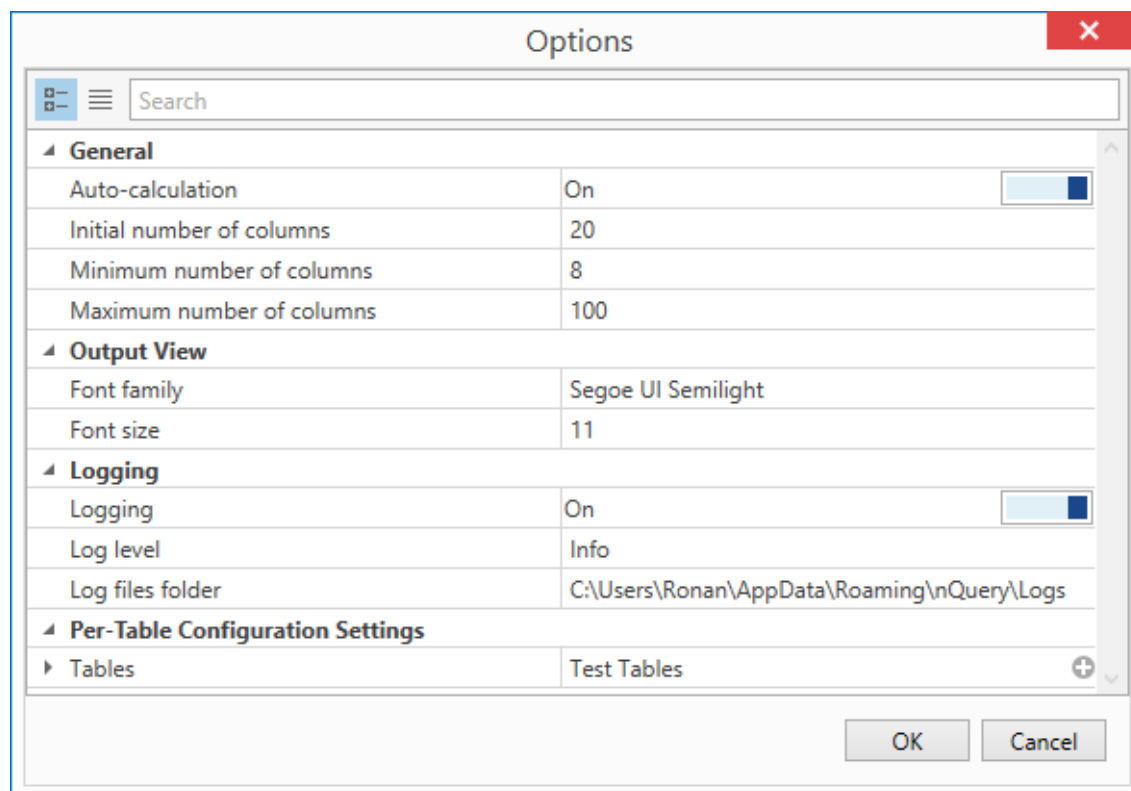 Options
Search
General
Auto-calculation On
Initial number of columns 20
Minimum number of columns 8
Maximum number of columns 100
Output View
Font family Segoe UI Semilight
Font size 11
Logging
Logging On
Log level Info
Log files folder C:\Users\Ronan\AppData\Roaming\nQuery\Logs
Per-Table Configuration Settings
Tables Test Tables
OK Cancel